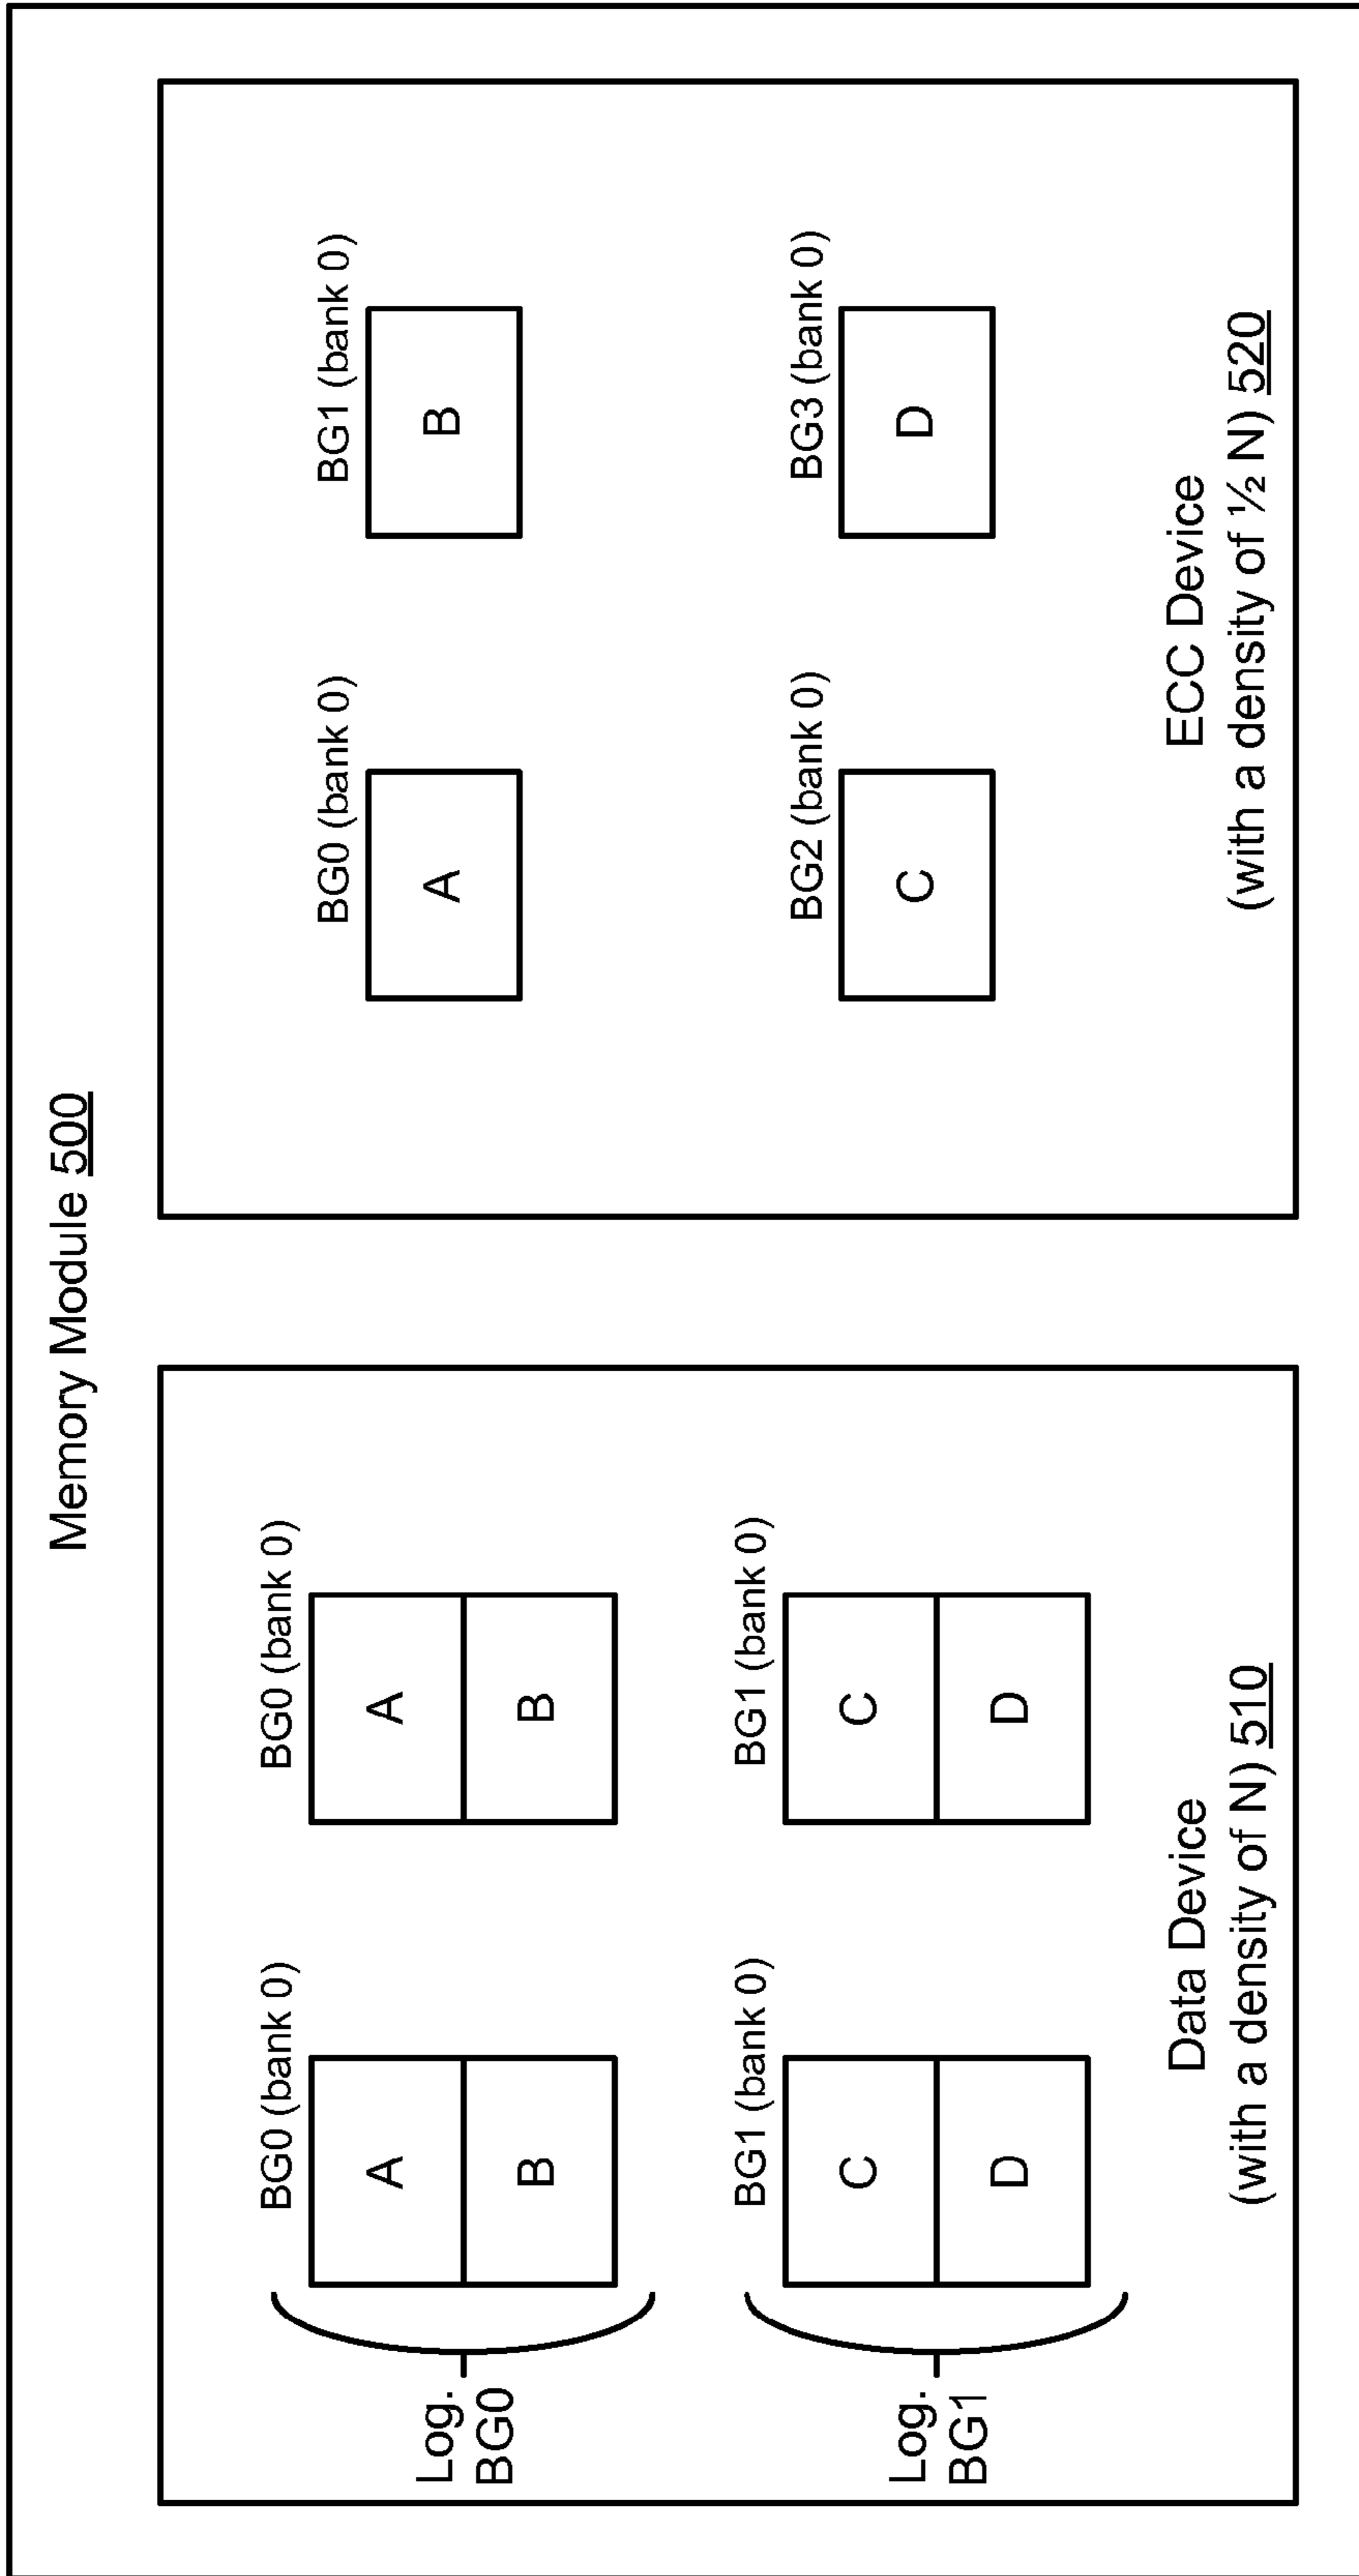 Memory Module 500
Log.
BG0
BG0 (bank 0)
A
B
BG0 (bank 0)
A
B
Log.
BG1
BG1 (bank 0)
C
D
BG1 (bank 0)
C
D
Data Device
(with a density of N) 510
BG0 (bank 0)
A
BG1 (bank 0)
B
BG2 (bank 0)
C
BG3 (bank 0)
D
ECC Device
(with a density of ½ N) 520